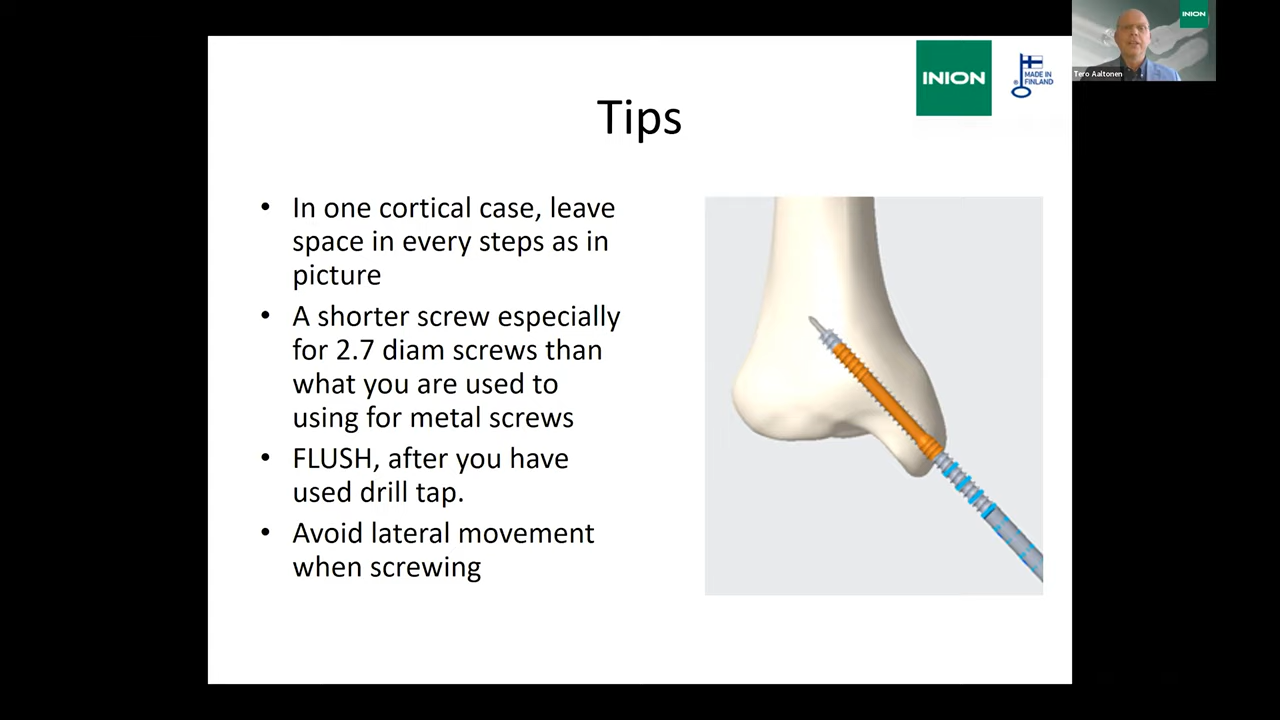 INION
INION
MADE IN
FINLAND
Tero Aaltonen
Tips
• In one cortical case, leave
space in every steps as in
picture
• A shorter screw especially
for 2.7 diam screws than
what you are used to
using for metal screws
• FLUSH, after you have
used drill tap.
• Avoid lateral movement
when screwing